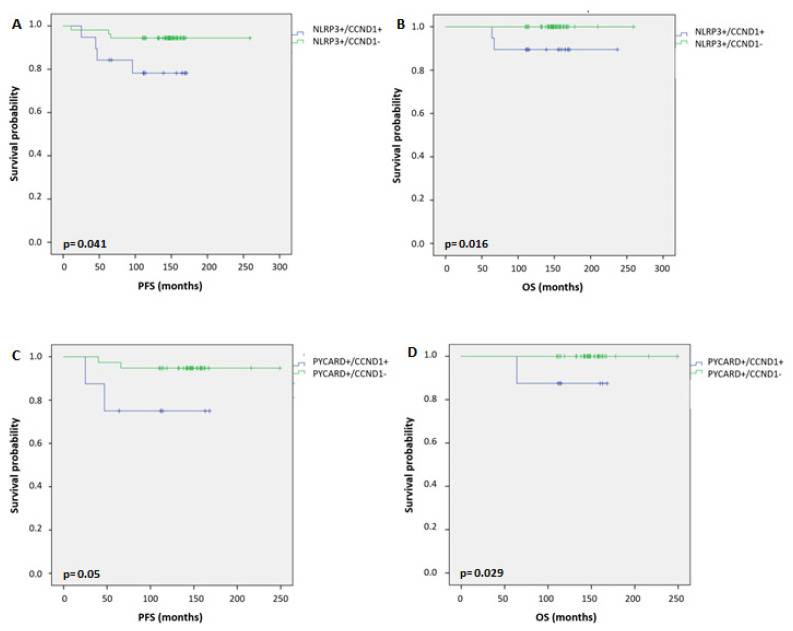 A
Survival probability
1.0
0.8
0.6
0.4
0.2
0.0
p=0.041
0 50 100 150 200 250 300
PFS (months)
NLRP3+/CCND1+
NLRP3+/CCND1-
B
Survival probability
1.0
0.8
0.6
0.4
0.2
0.0
p=0.016
0 50 100 150 200 250 300
OS (months)
NLRP3+/CCND1+
NLRP3+/CCND1-
C
Survival probability
1.0
0.8
0.6
0.4
0.2
0.0
p=0.05
0 50 100 150 200 250
PFS (months)
PYCARD+/CCND1+
PYCARD+/CCND1-
D
Survival probability
1.0
0.8
0.6
0.4
0.2
0.0
p=0.029
0 50 100 150 200 250
OS (months)
PYCARD+/CCND1+
PYCARD+/CCND1-